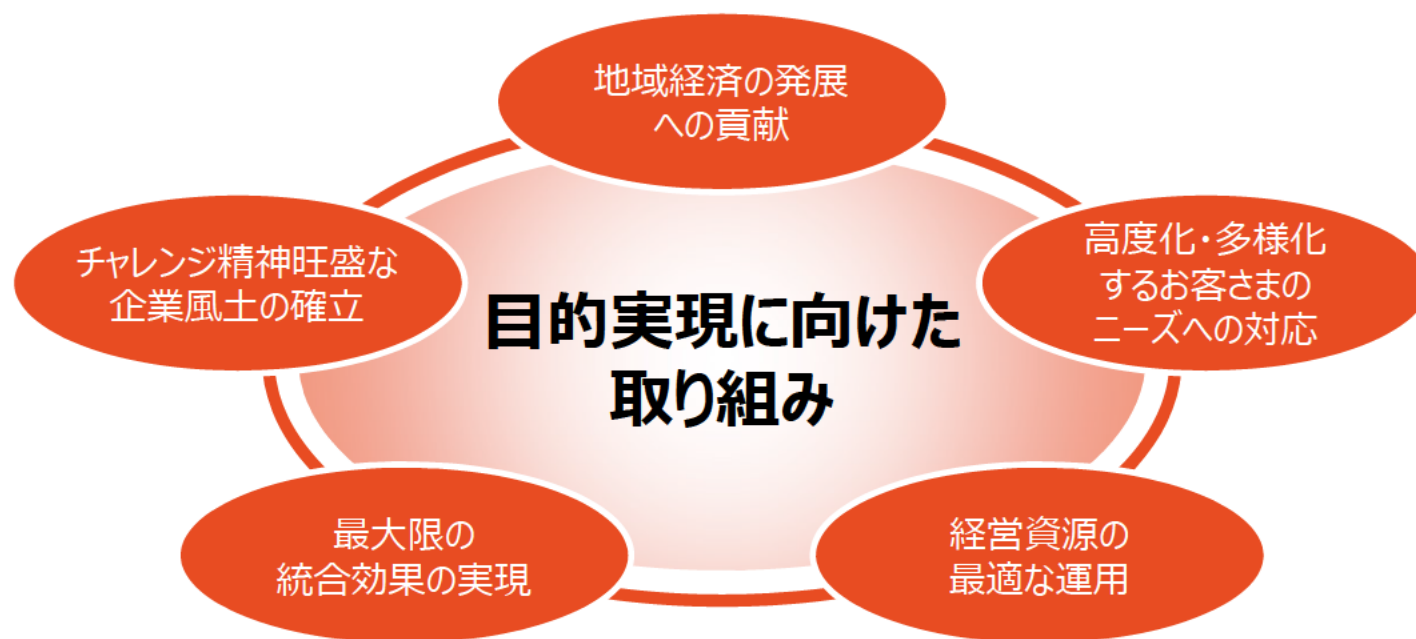 地域経済の発展
への貢献
高度化・多様化
するお客さまの
ニーズへの対応
経営資源の
最適な運用
最大限の
統合効果の実現
チャレンジ精神旺盛な
企業風土の確立
目的実現に向けた
取り組み